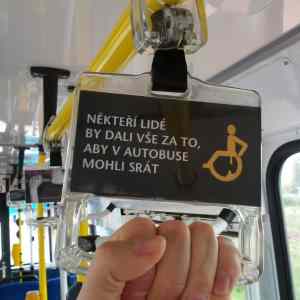 NĚKTEŘÍ LIDÉ
BY DALI VŠE ZA TO,
ABY V AUTOBUSE
MOHLI SRÁT